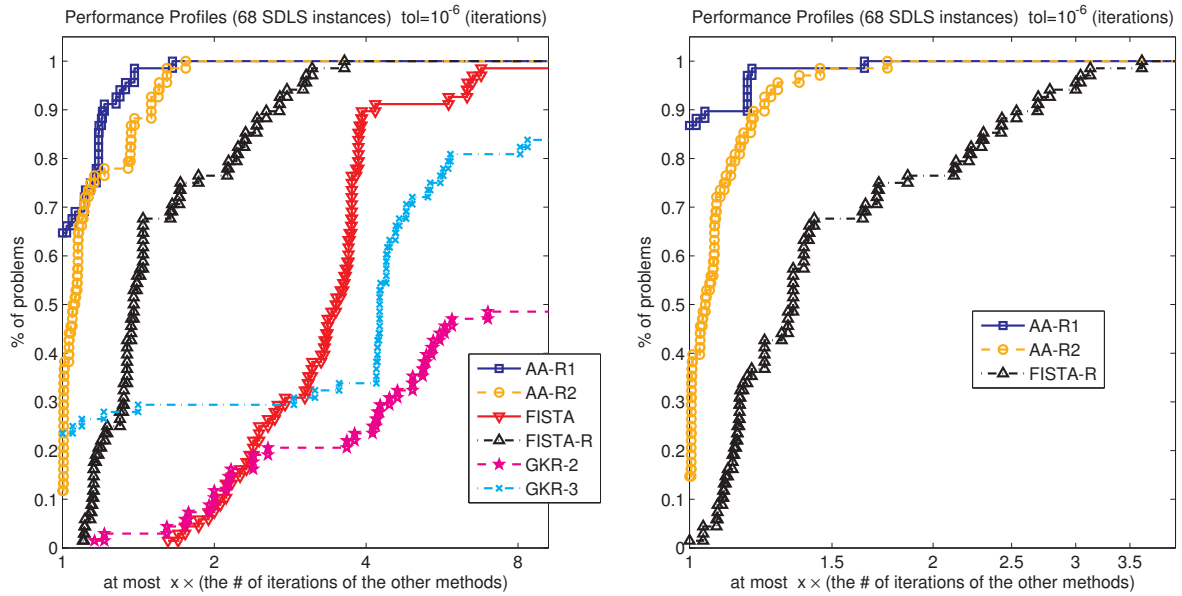 Performance Profiles (68 SDLS instances) tol=10^-6 (iterations)
% of problems
1
0.9
0.8
0.7
0.6
0.5
0.4
0.3
0.2
0.1
0
1
2
4
8
at most x × (the # of iterations of the other methods)
AA-R1
AA-R2
FISTA
FISTA-R
GKR-2
GKR-3
Performance Profiles (68 SDLS instances) tol=10^-6 (iterations)
% of problems
1
0.9
0.8
0.7
0.6
0.5
0.4
0.3
0.2
0.1
0
1
1.5
2
2.5
3
3.5
at most x × (the # of iterations of the other methods)
AA-R1
AA-R2
FISTA-R